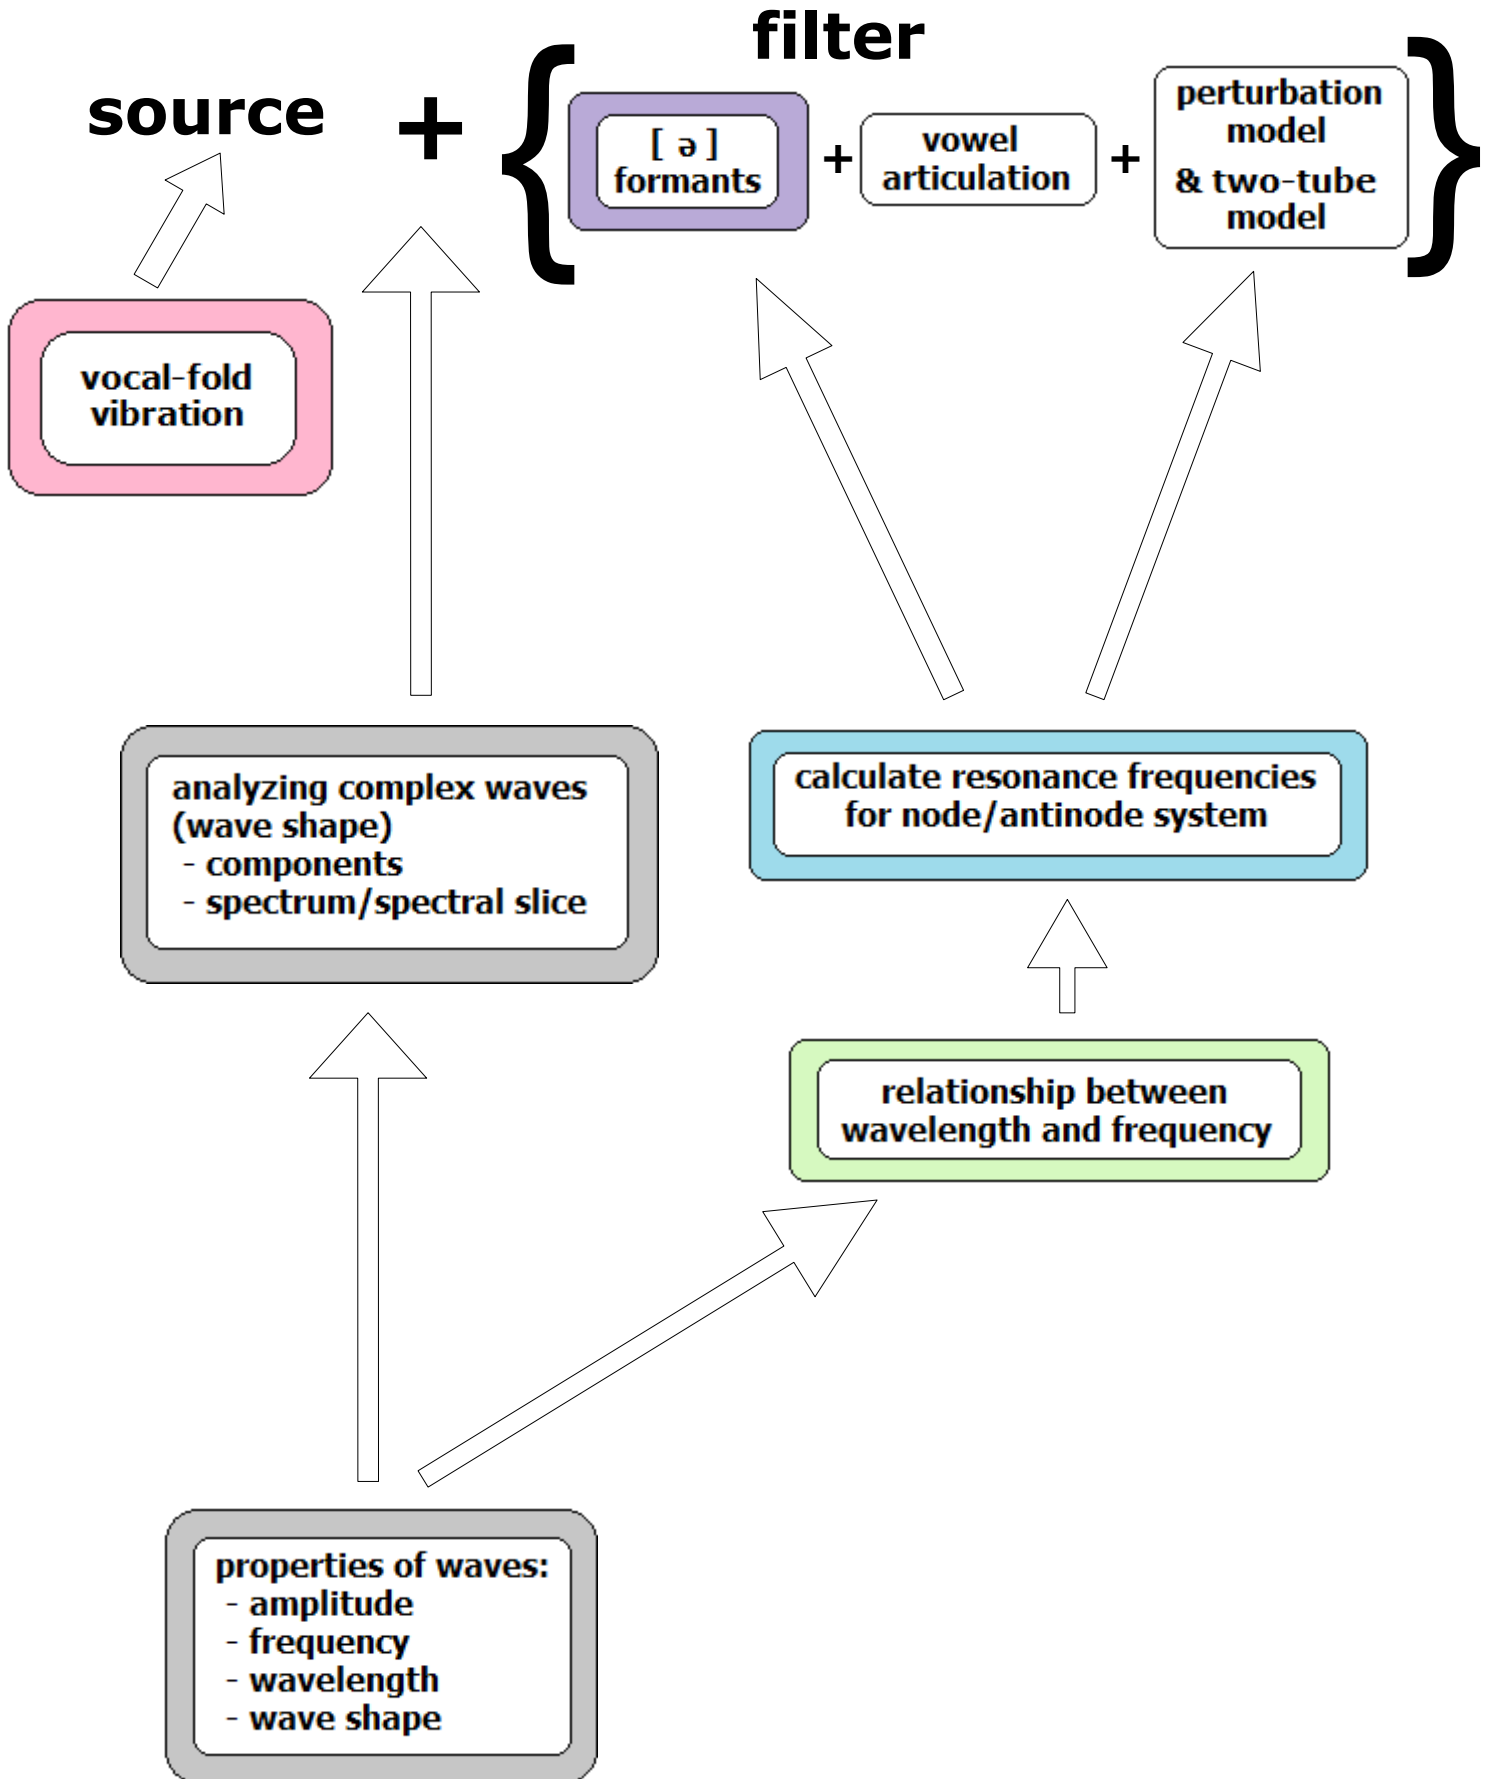 filter
source + {
[ ə ]
formants
+
vowel
articulation
+
perturbation
model
& two-tube
model
}
vocal-fold
vibration
analyzing complex waves
(wave shape)
- components
- spectrum/spectral slice
calculate resonance frequencies
for node/antinode system
relationship between
wavelength and frequency
properties of waves:
- amplitude
- frequency
- wavelength
- wave shape